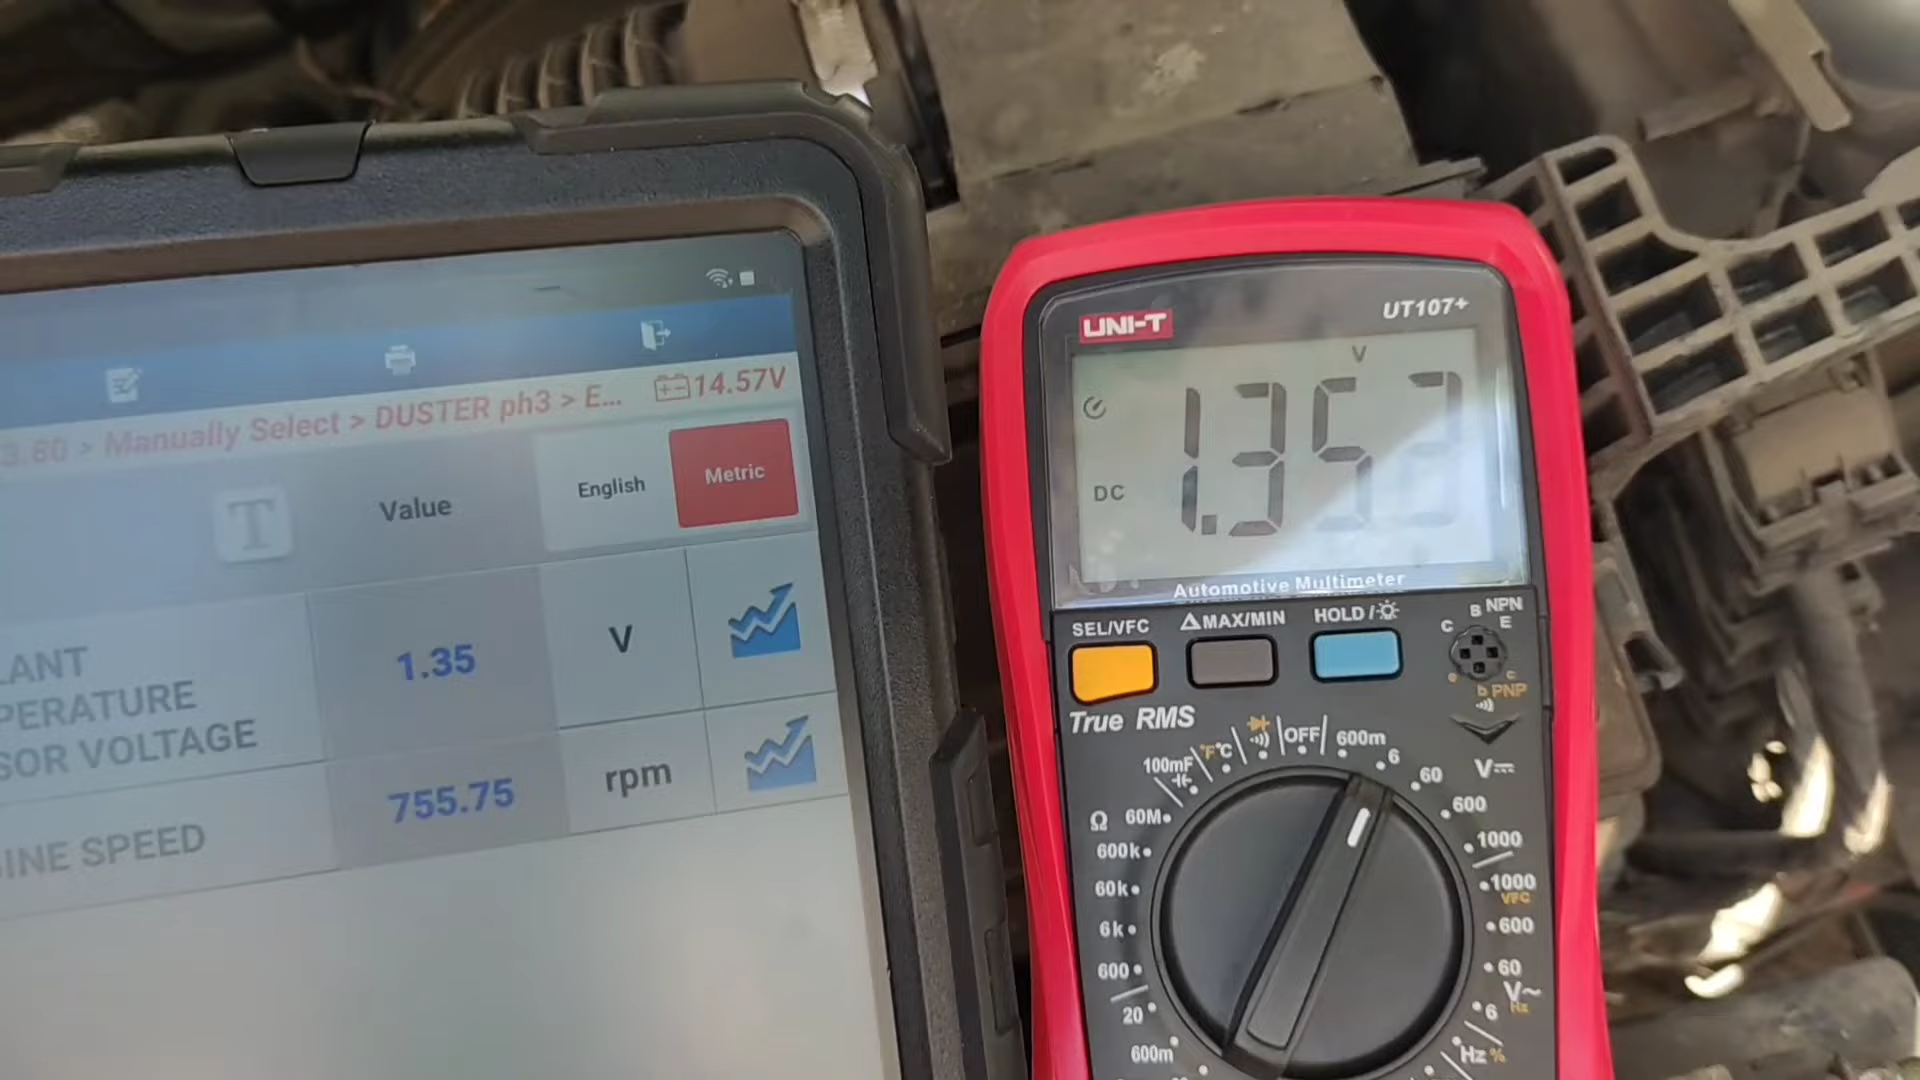 3.60 > Manually Select > DUSTER ph3 > E... 14.57V
T Value English Metric
LANT
PERATURE
SOR VOLTAGE
1.35 V
INE SPEED 755.75 rpm
UNI-T UT107+
V
DC 1.353
Automotive Multimeter
SEL/VFC △MAX/MIN HOLD/
B NPN
C E
e c
b PNP
True RMS
100mF °F°C OFF 600m 6 60 V
600
1000
1000
VFC
600
60
V~
Hz
6
Hz %
Ω 60M
600k
60k
6k
600
20
600m